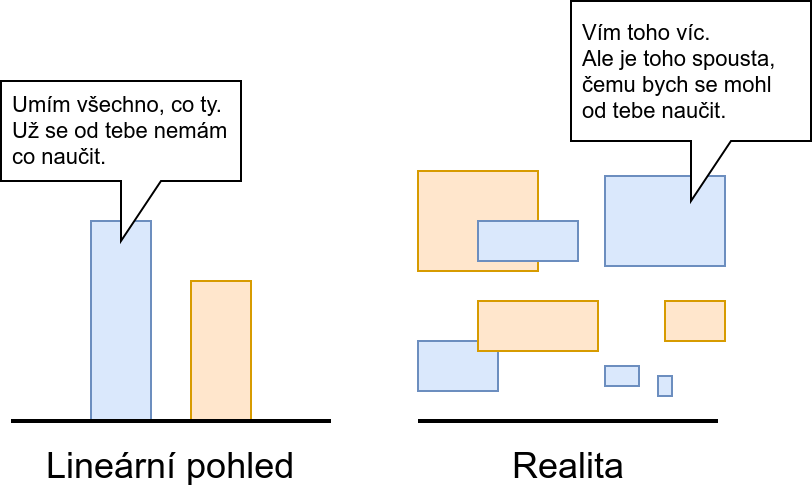 Umím všechno, co ty.
Už se od tebe nemám
co naučit.
Lineární pohled
Vím toho víc.
Ale je toho spousta,
čemu bych se mohl
od tebe naučit.
Realita